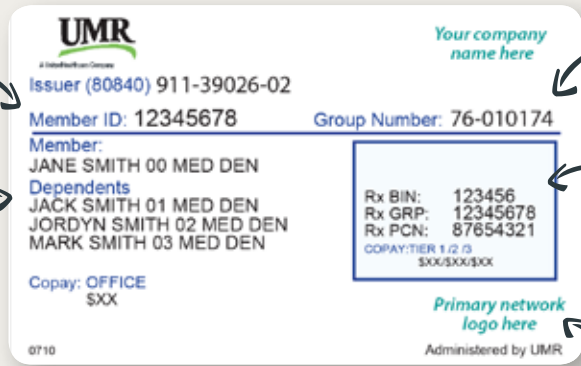 UMR
A UnitedHealthcare Company
Your company
name here
Issuer (80840) 911-39026-02
Member ID: 12345678 Group Number: 76-010174
Member:
JANE SMITH 00 MED DEN
Dependents
JACK SMITH 01 MED DEN
JORDYN SMITH 02 MED DEN
MARK SMITH 03 MED DEN
Rx BIN: 123456
Rx GRP: 12345678
Rx PCN: 87654321
COPAY:TIER 1 /2 /3
$XX/$XX/$XX
Copay: OFFICE
$XX
Primary network
logo here
0710
Administered by UMR